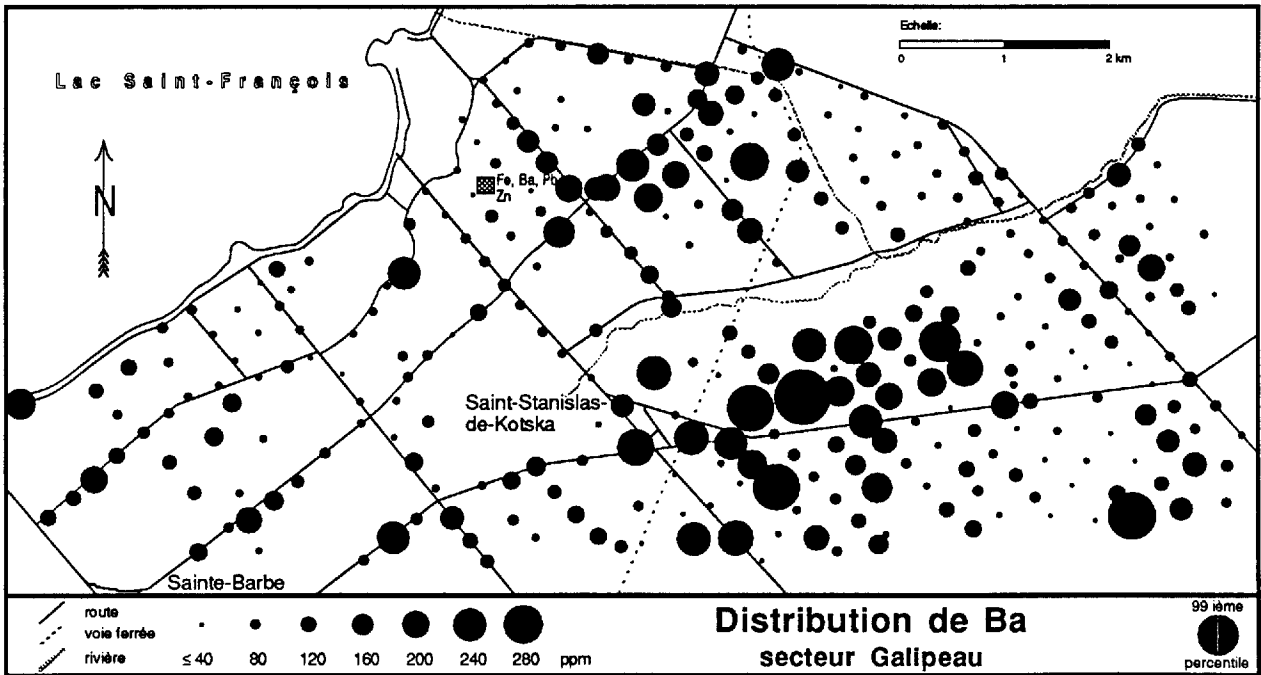 Echelle:
0 1 2 km
Lac Saint-François
N
Fe, Ba, Pb
Zn
Saint-Stanislas-
de-Kotska
Sainte-Barbe
route
voie ferrée
rivière
≤ 40 80 120 160 200 240 280 ppm
Distribution de Ba
secteur Galipeau
99 ième
percentile